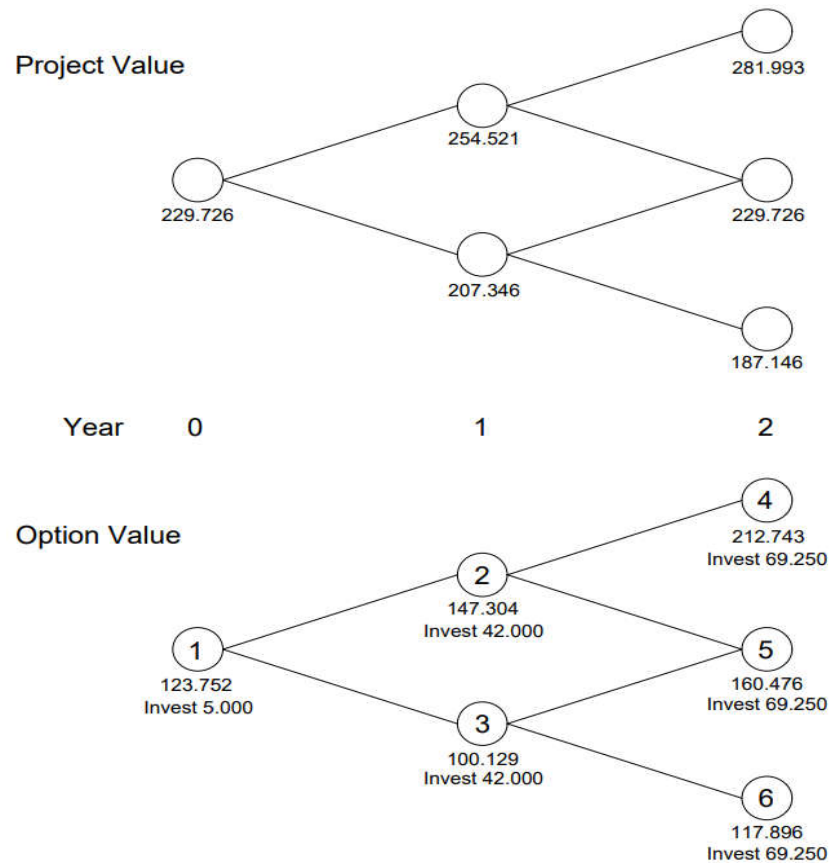 Project Value
281.993
254.521
229.726
229.726
207.346
187.146
Year 0 1 2
Option Value
4
212.743
Invest 69.250
2
147.304
Invest 42.000
1
123.752
Invest 5.000
5
160.476
Invest 69.250
3
100.129
Invest 42.000
6
117.896
Invest 69.250